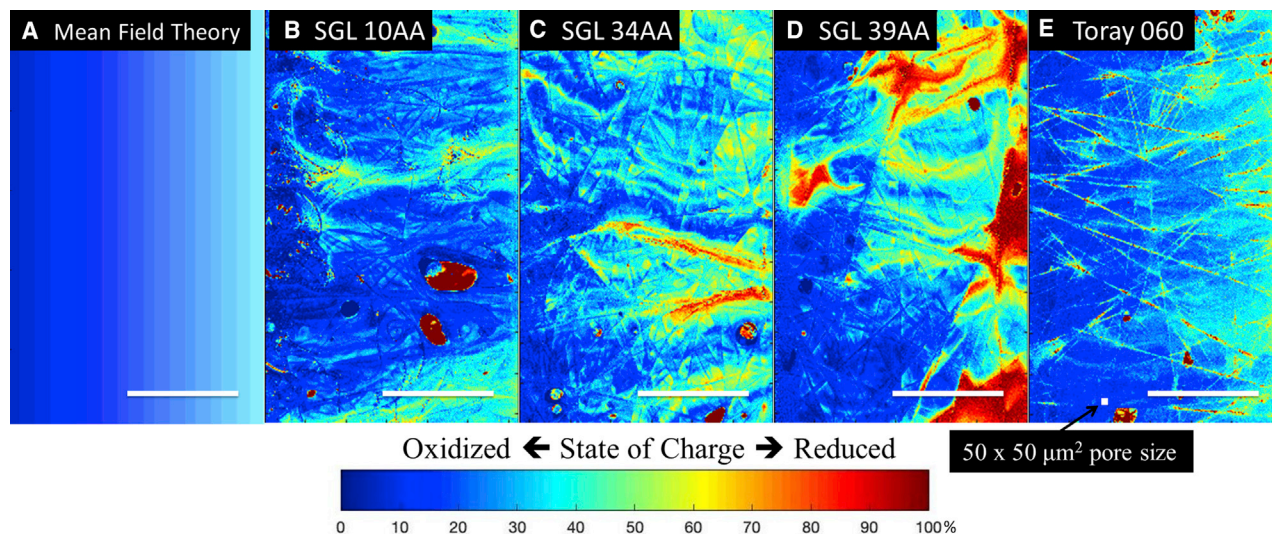 A Mean Field Theory
B SGL 10AA
C SGL 34AA
D SGL 39AA
E Toray 060
Oxidized ← State of Charge → Reduced
50 x 50 μm² pore size
0 10 20 30 40 50 60 70 80 90 100%